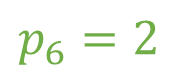 p₆ = 2